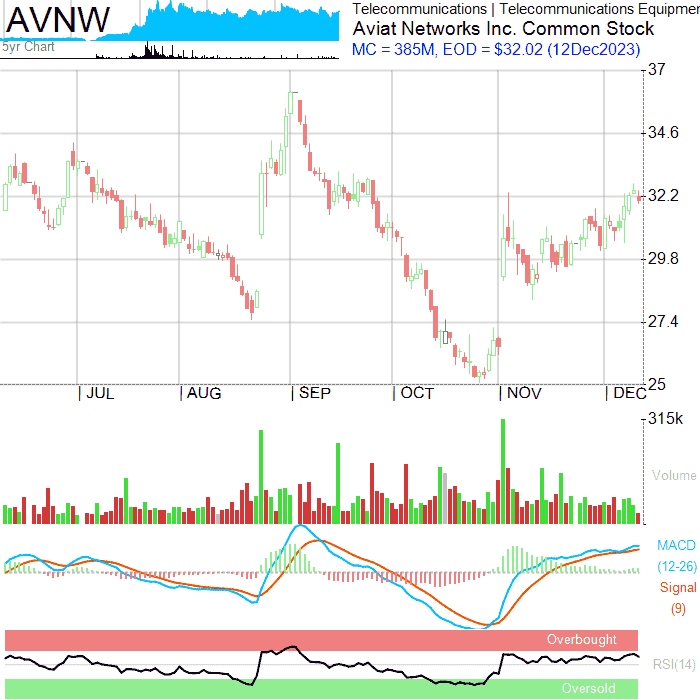 AVNW
5yr Chart
Telecommunications | Telecommunications Equipmen
Aviat Networks Inc. Common Stock
MC = 385M, EOD = $32.02 (12Dec2023)
37
34.6
32.2
29.8
27.4
25
JUL AUG SEP OCT NOV DEC
315k
Volume
MACD
(12-26)
Signal
(9)
Overbought
RSI(14)
Oversold